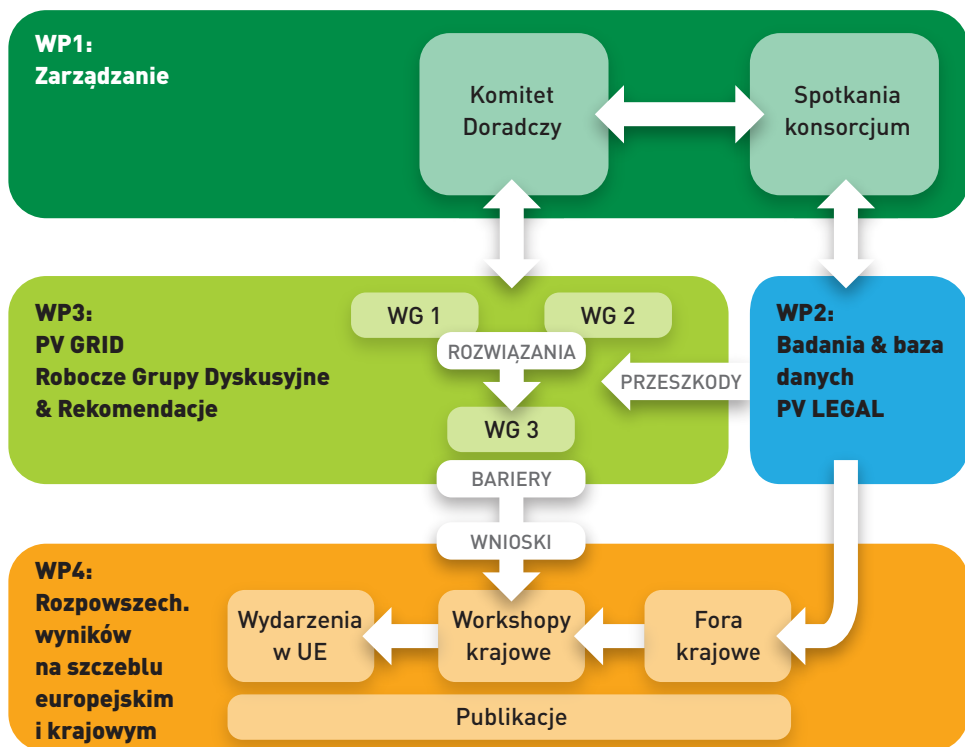 WP1:
Zarządzanie
Komitet
Doradczy
Spotkania
konsorcjum
WP3:
PV GRID
Robocze Grupy Dyskusyjne
& Rekomendacje
WG 1
WG 2
ROZWIĄZANIA
PRZESZKODY
WG 3
BARIERY
WNIOSKI
WP2:
Badania & baza
danych
PV LEGAL
WP4:
Rozpowszech.
wyników
na szczeblu
europejskim
i krajowym
Wydarzenia
w UE
Workshopy
krajowe
Fora
krajowe
Publikacje